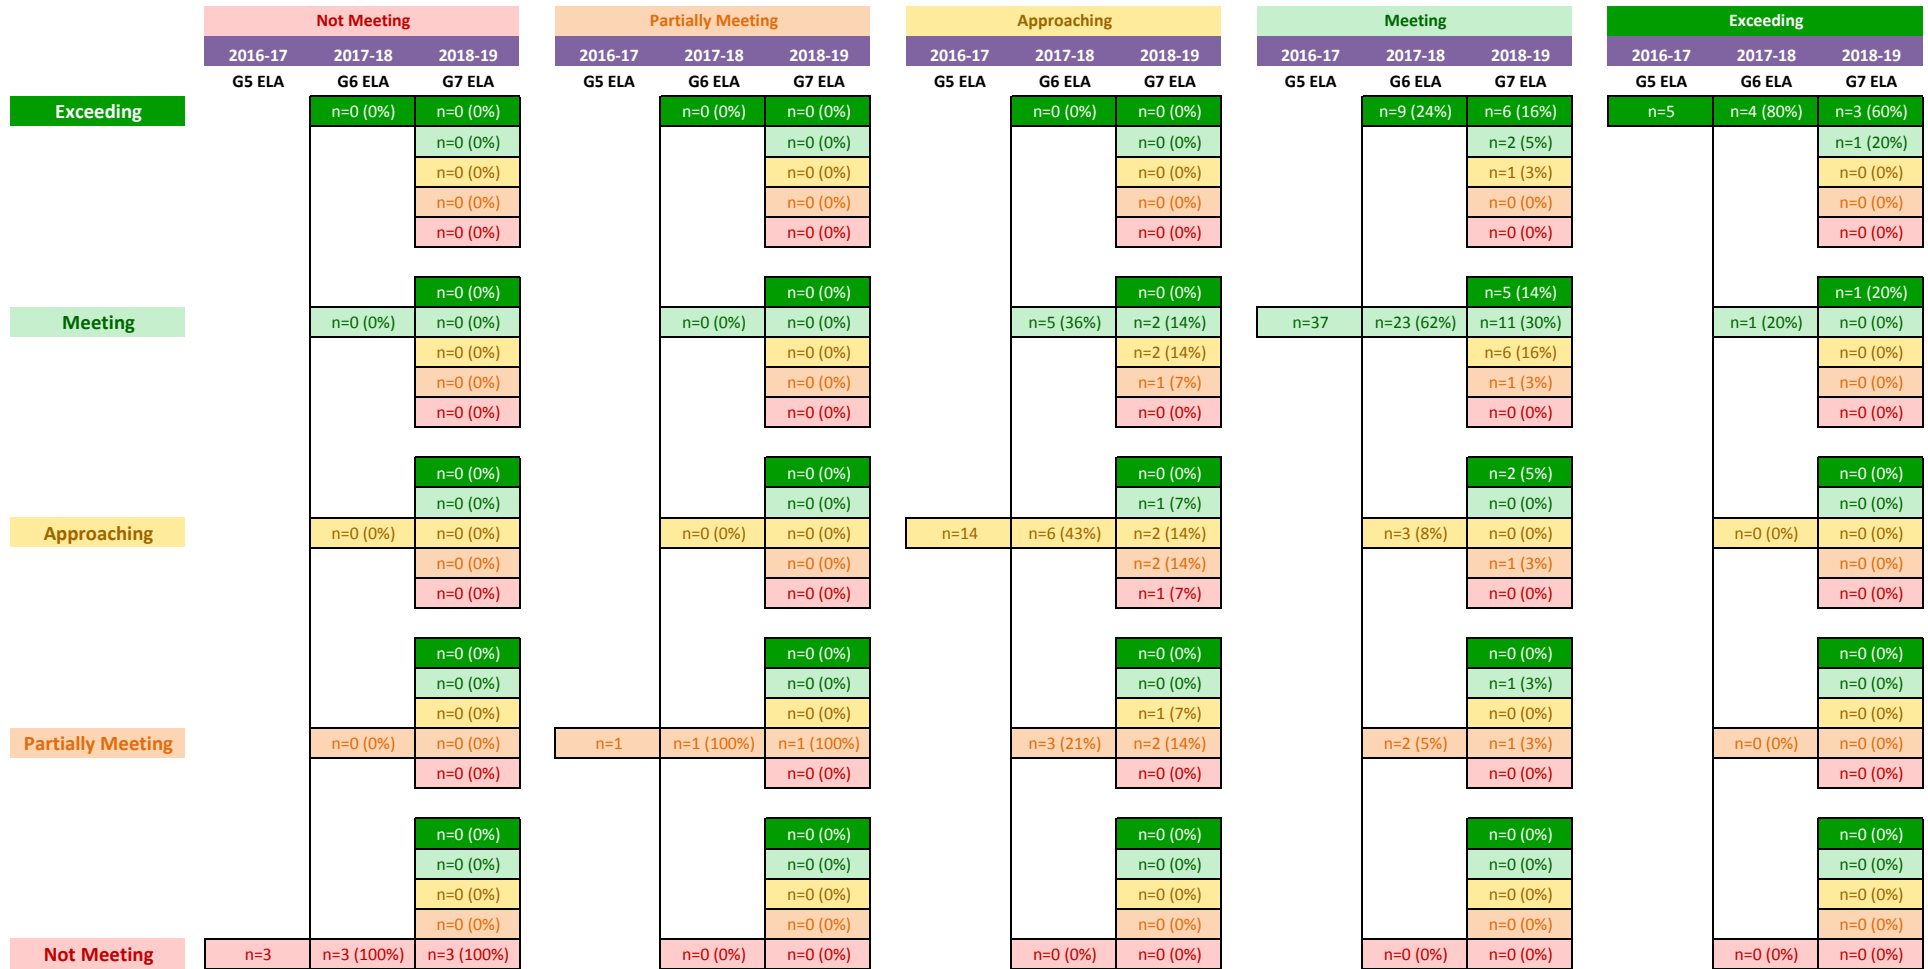 Not Meeting Partially Meeting Approaching Meeting Exceeding
2016-17 2017-18 2018-19 2016-17 2017-18 2018-19 2016-17 2017-18 2018-19 2016-17 2017-18 2018-19 2016-17 2017-18 2018-19
G5 ELA G6 ELA G7 ELA G5 ELA G6 ELA G7 ELA G5 ELA G6 ELA G7 ELA G5 ELA G6 ELA G7 ELA G5 ELA G6 ELA G7 ELA
Exceeding n=0 (0%) n=0 (0%) n=0 (0%) n=0 (0%) n=0 (0%) n=0 (0%) n=9 (24%) n=6 (16%) n=5 n=4 (80%) n=3 (60%)
n=0 (0%) n=0 (0%) n=0 (0%) n=2 (5%) n=1 (20%)
n=0 (0%) n=0 (0%) n=0 (0%) n=1 (3%) n=0 (0%)
n=0 (0%) n=0 (0%) n=0 (0%) n=0 (0%) n=0 (0%)
n=0 (0%) n=0 (0%) n=0 (0%) n=0 (0%) n=0 (0%)
n=0 (0%) n=0 (0%) n=0 (0%) n=5 (14%) n=1 (20%)
Meeting n=0 (0%) n=0 (0%) n=0 (0%) n=0 (0%) n=5 (36%) n=2 (14%) n=37 n=23 (62%) n=11 (30%) n=1 (20%) n=0 (0%)
n=0 (0%) n=0 (0%) n=2 (14%) n=6 (16%) n=0 (0%)
n=0 (0%) n=0 (0%) n=1 (7%) n=1 (3%) n=0 (0%)
n=0 (0%) n=0 (0%) n=0 (0%) n=0 (0%) n=0 (0%)
n=0 (0%) n=0 (0%) n=0 (0%) n=2 (5%) n=0 (0%)
n=0 (0%) n=0 (0%) n=1 (7%) n=0 (0%) n=0 (0%)
Approaching n=0 (0%) n=0 (0%) n=0 (0%) n=0 (0%) n=14 n=6 (43%) n=2 (14%) n=3 (8%) n=0 (0%) n=0 (0%) n=0 (0%)
n=0 (0%) n=0 (0%) n=2 (14%) n=1 (3%) n=0 (0%)
n=0 (0%) n=0 (0%) n=1 (7%) n=0 (0%) n=0 (0%)
n=0 (0%) n=0 (0%) n=0 (0%) n=0 (0%) n=0 (0%)
n=0 (0%) n=0 (0%) n=0 (0%) n=1 (3%) n=0 (0%)
n=0 (0%) n=0 (0%) n=1 (7%) n=0 (0%) n=0 (0%)
Partially Meeting n=0 (0%) n=0 (0%) n=1 n=1 (100%) n=1 (100%) n=3 (21%) n=2 (14%) n=2 (5%) n=1 (3%) n=0 (0%) n=0 (0%)
n=0 (0%) n=0 (0%) n=0 (0%) n=0 (0%) n=0 (0%)
n=0 (0%) n=0 (0%) n=0 (0%) n=0 (0%) n=0 (0%)
n=0 (0%) n=0 (0%) n=0 (0%) n=0 (0%) n=0 (0%)
n=0 (0%) n=0 (0%) n=0 (0%) n=0 (0%) n=0 (0%)
n=0 (0%) n=0 (0%) n=0 (0%) n=0 (0%) n=0 (0%)
Not Meeting n=3 n=3 (100%) n=3 (100%) n=0 (0%) n=0 (0%) n=0 (0%) n=0 (0%) n=0 (0%) n=0 (0%) n=0 (0%) n=0 (0%)